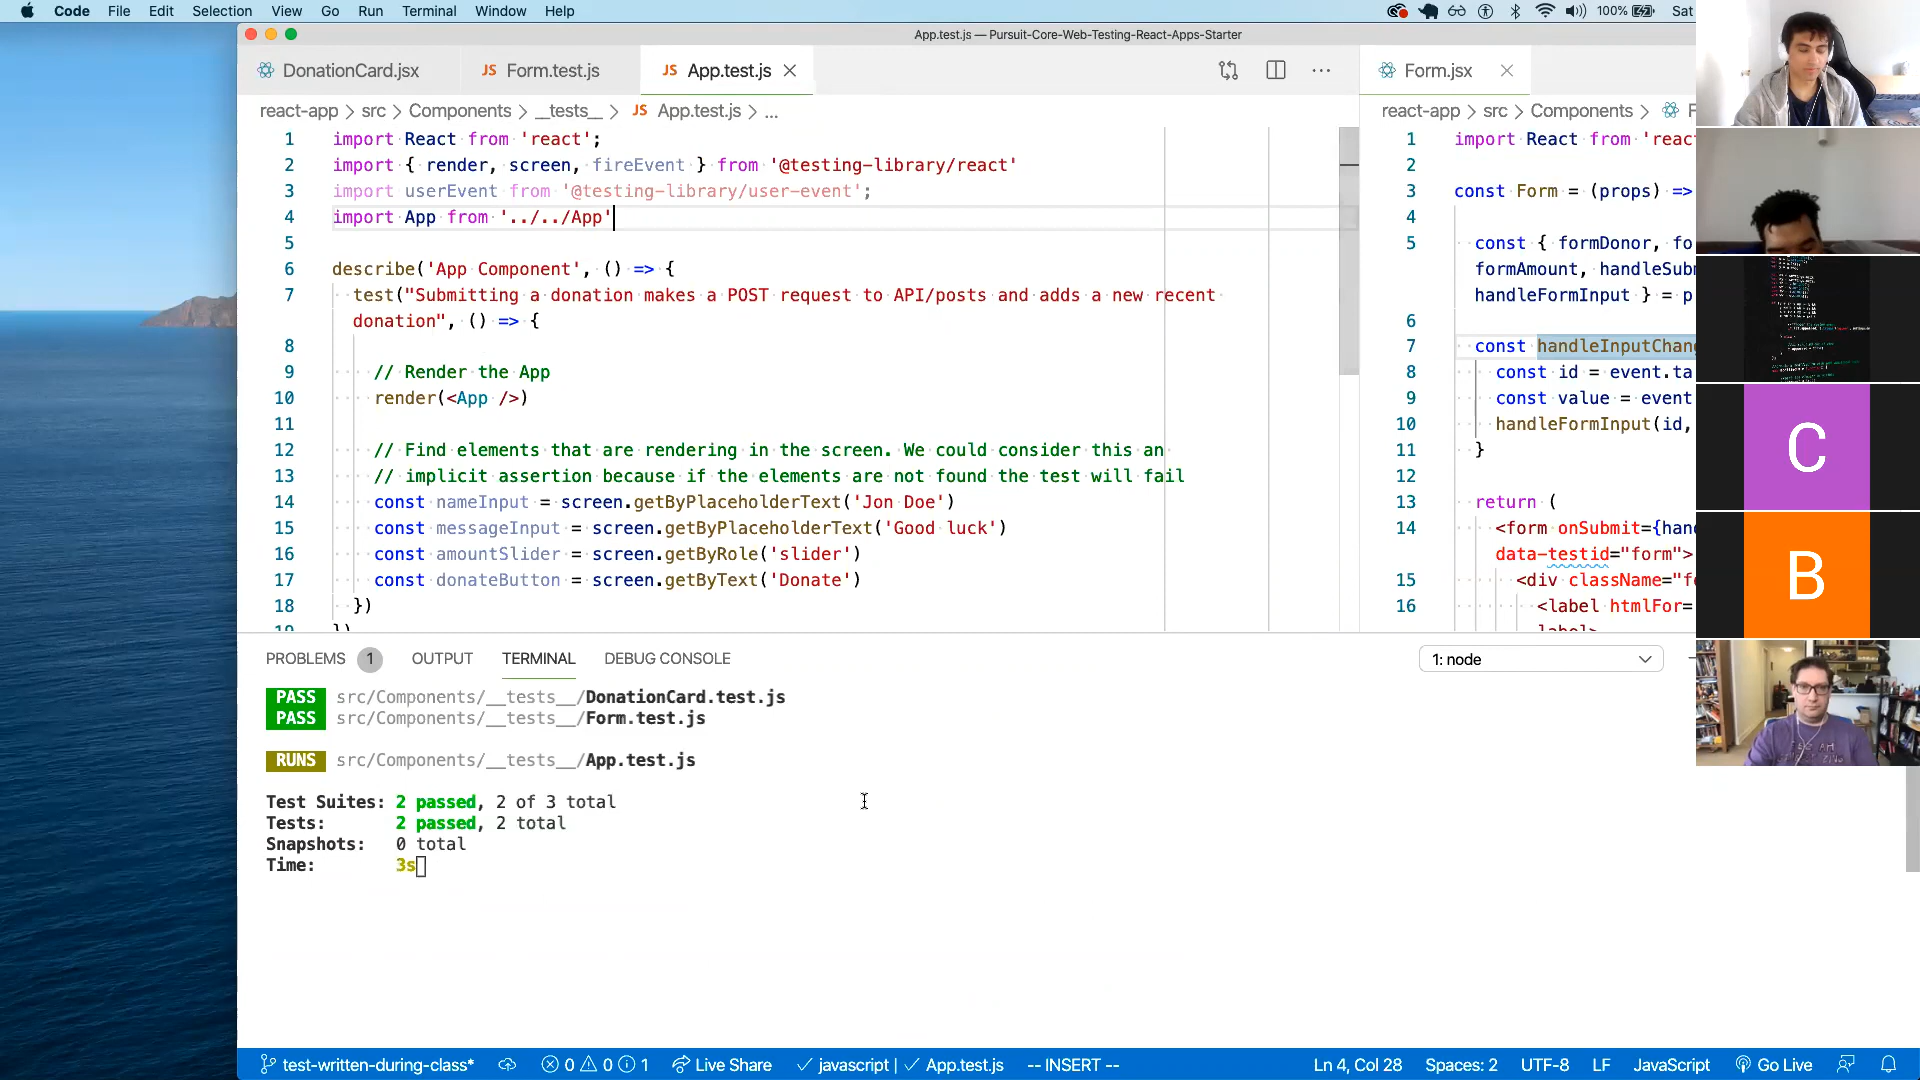 Code File Edit Selection View Go Run Terminal Window Help 100% Sat
App.test.js — Pursuit-Core-Web-Testing-React-Apps-Starter
DonationCard.jsx JS Form.test.js JS App.test.js Form.jsx
react-app > src > Components > __tests__ > JS App.test.js > ...
1 import React from 'react';
2 import { render, screen, fireEvent } from '@testing-library/react'
3 import userEvent from '@testing-library/user-event';
4 import App from '../../App'
5
6 describe('App Component', () => {
7 test("Submitting a donation makes a POST request to API/posts and adds a new recent
donation", () => {
8
9 // Render the App
10 render(<App />)
11
12 // Find elements that are rendering in the screen. We could consider this an
13 // implicit assertion because if the elements are not found the test will fail
14 const nameInput = screen.getByPlaceholderText('Jon Doe')
15 const messageInput = screen.getByPlaceholderText('Good luck')
16 const amountSlider = screen.getByRole('slider')
17 const donateButton = screen.getByText('Donate')
18 })
19 })
react-app > src > Components > F
1 import React from 'reac
2
3 const Form = (props) =>
4
5 const { formDonor, fo
formAmount, handleSub
handleFormInput } = p
6
7 const handleInputChang
8 const id = event.ta
9 const value = event
10 handleFormInput(id,
11 }
12
13 return (
14 <form onSubmit={han
data-testid="form">
15 <div className="fo
16 <label htmlFor=
label>
C
B
PROBLEMS 1 OUTPUT TERMINAL DEBUG CONSOLE 1: node
PASS src/Components/__tests__/DonationCard.test.js
PASS src/Components/__tests__/Form.test.js
RUNS src/Components/__tests__/App.test.js
Test Suites: 2 passed, 2 of 3 total
Tests: 2 passed, 2 total
Snapshots: 0 total
Time: 3s
test-written-during-class* 0 0 1 Live Share javascript | App.test.js -- INSERT -- Ln 4, Col 28 Spaces: 2 UTF-8 LF JavaScript Go Live